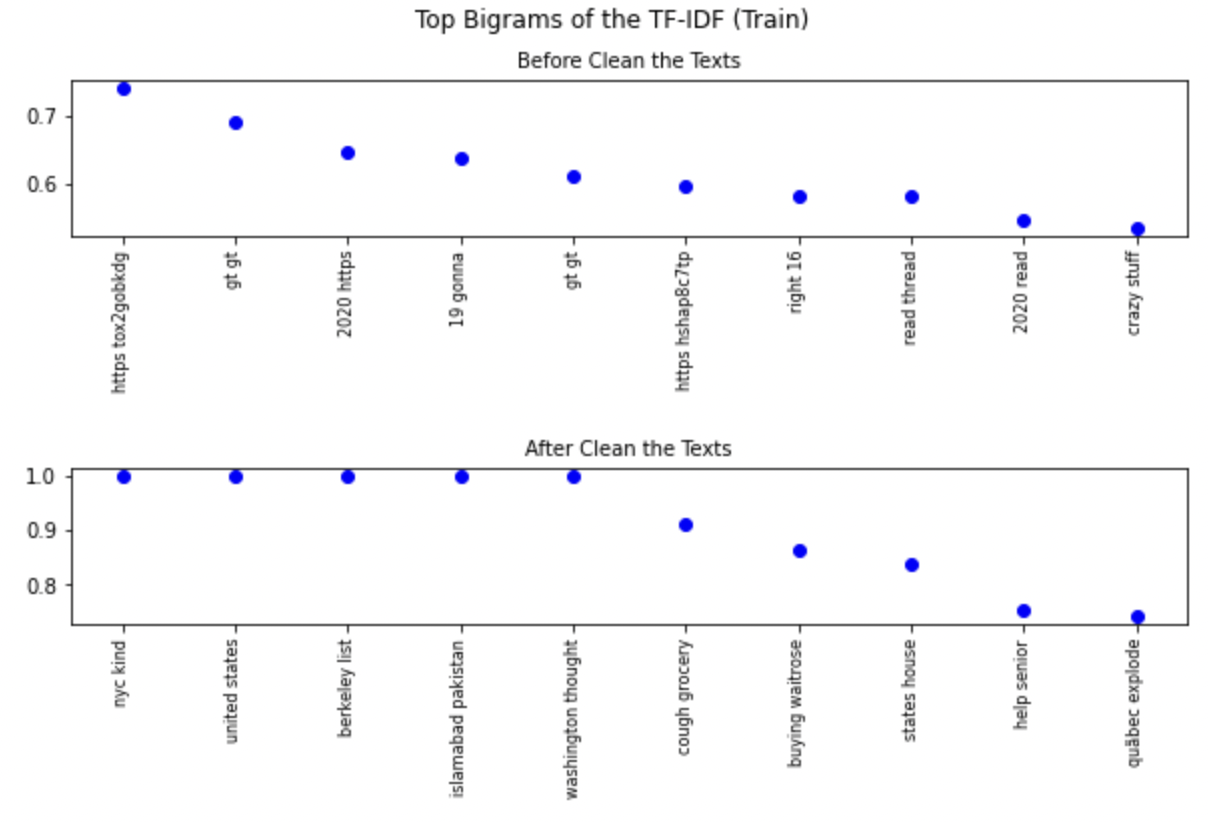 Top Bigrams of the TF-IDF (Train)
Before Clean the Texts
0.7
0.6
https tox2gobkdg
gt gt
2020 https
19 gonna
gt gt
https hshap8c7tp
right 16
read thread
2020 read
crazy stuff
After Clean the Texts
1.0
0.9
0.8
nyc kind
united states
berkeley list
islamabad pakistan
washington thought
cough grocery
buying waitrose
states house
help senior
quãbec explode